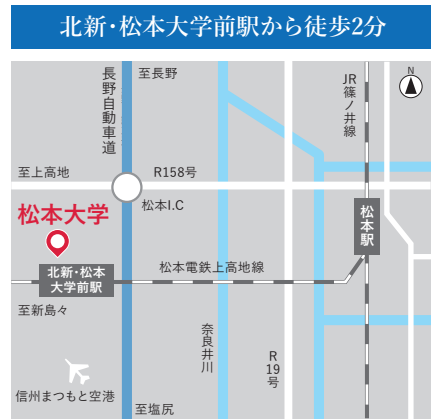 北新・松本大学前駅から徒歩2分
長野自動車道
至長野
JR篠ノ井線
N
至上高地
R158号
松本I.C
松本大学
松本駅
北新・松本
大学前駅
松本電鉄上高地線
至新島々
奈良井川
R19号
信州まつもと空港
至塩尻